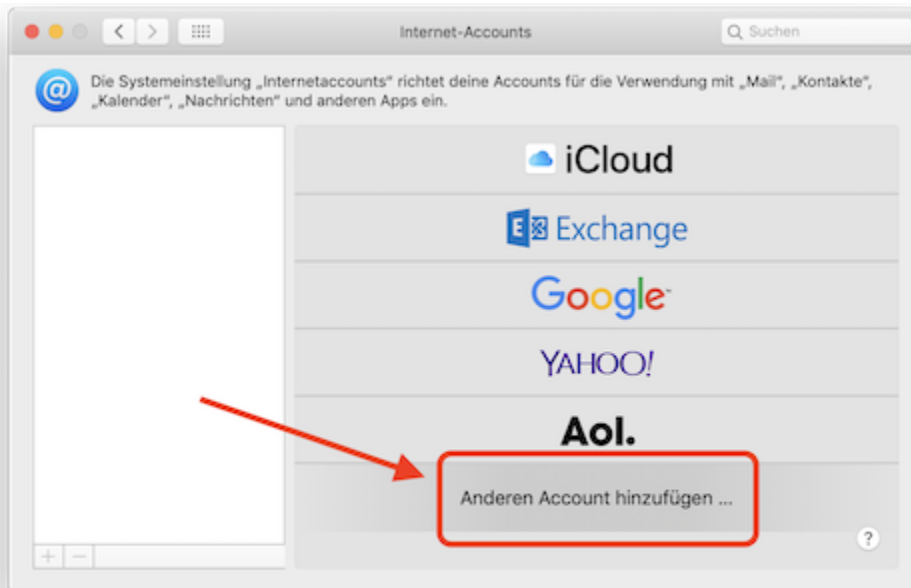 Internet-Accounts
Suchen
Die Systemeinstellung „Internetaccounts“ richtet deine Accounts für die Verwendung mit „Mail“, „Kontakte“,
„Kalender“, „Nachrichten“ und anderen Apps ein.
iCloud
E Exchange
Google™
YAHOO!
Aol.
Anderen Account hinzufügen ...
?
+ −